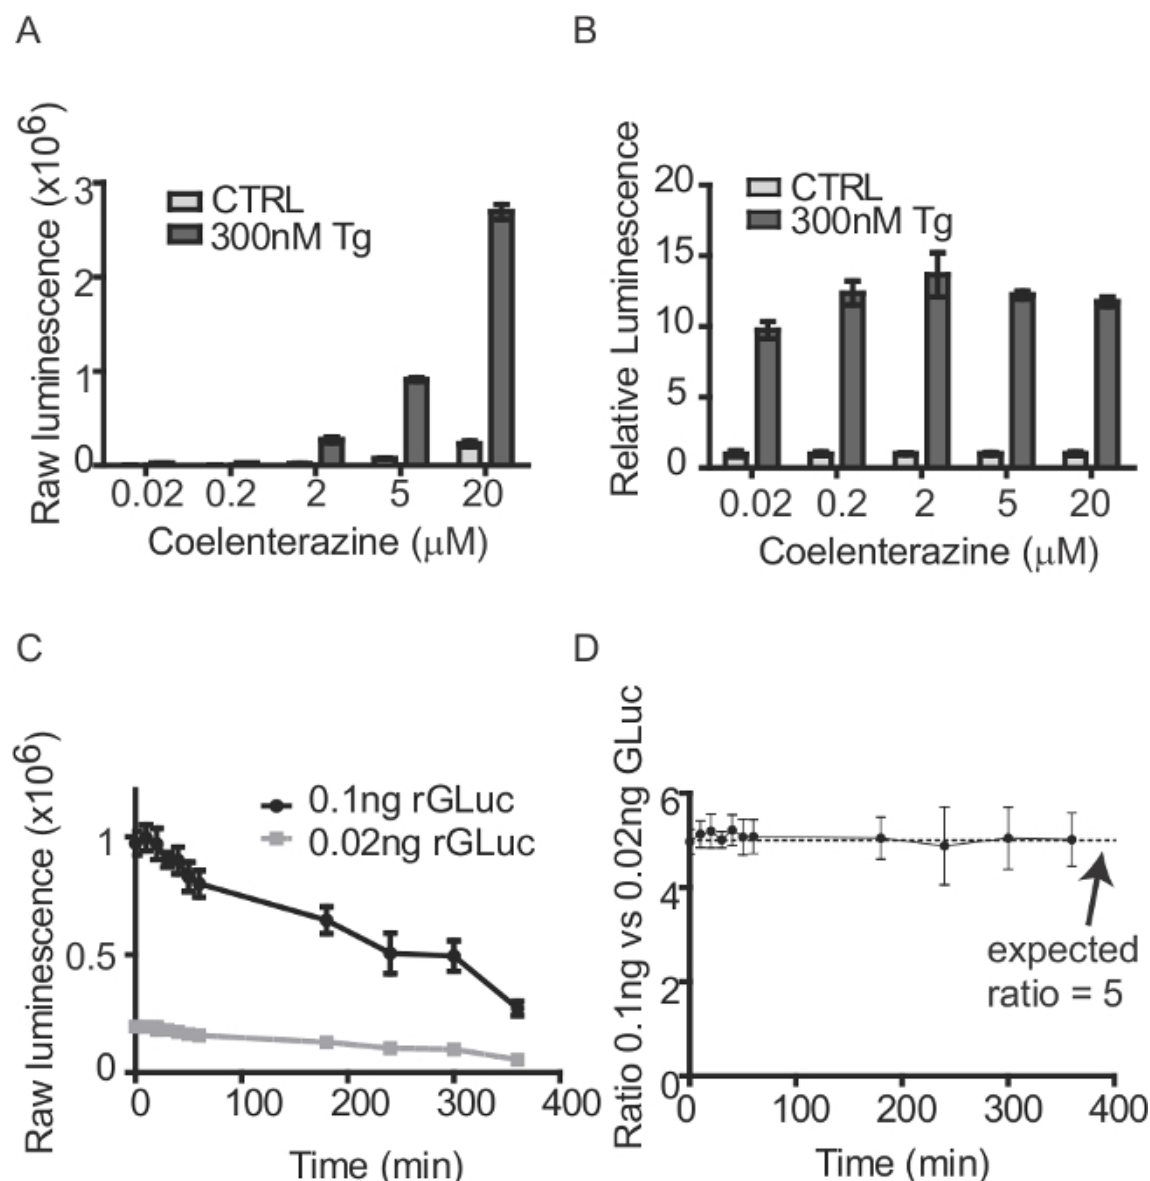 A
Raw luminescence (x10⁶)
3
2
1
0
CTRL
300nM Tg
0.02 0.2 2 5 20
Coelenterazine (μM)
B
Relative Luminescence
20
15
10
5
0
CTRL
300nM Tg
0.02 0.2 2 5 20
Coelenterazine (μM)
C
Raw luminescence (x10⁶)
1
0.5
0
0.1ng rGLuc
0.02ng rGLuc
0 100 200 300 400
Time (min)
D
Ratio 0.1ng vs 0.02ng GLuc
6
4
2
0
expected
ratio = 5
0 100 200 300 400
Time (min)